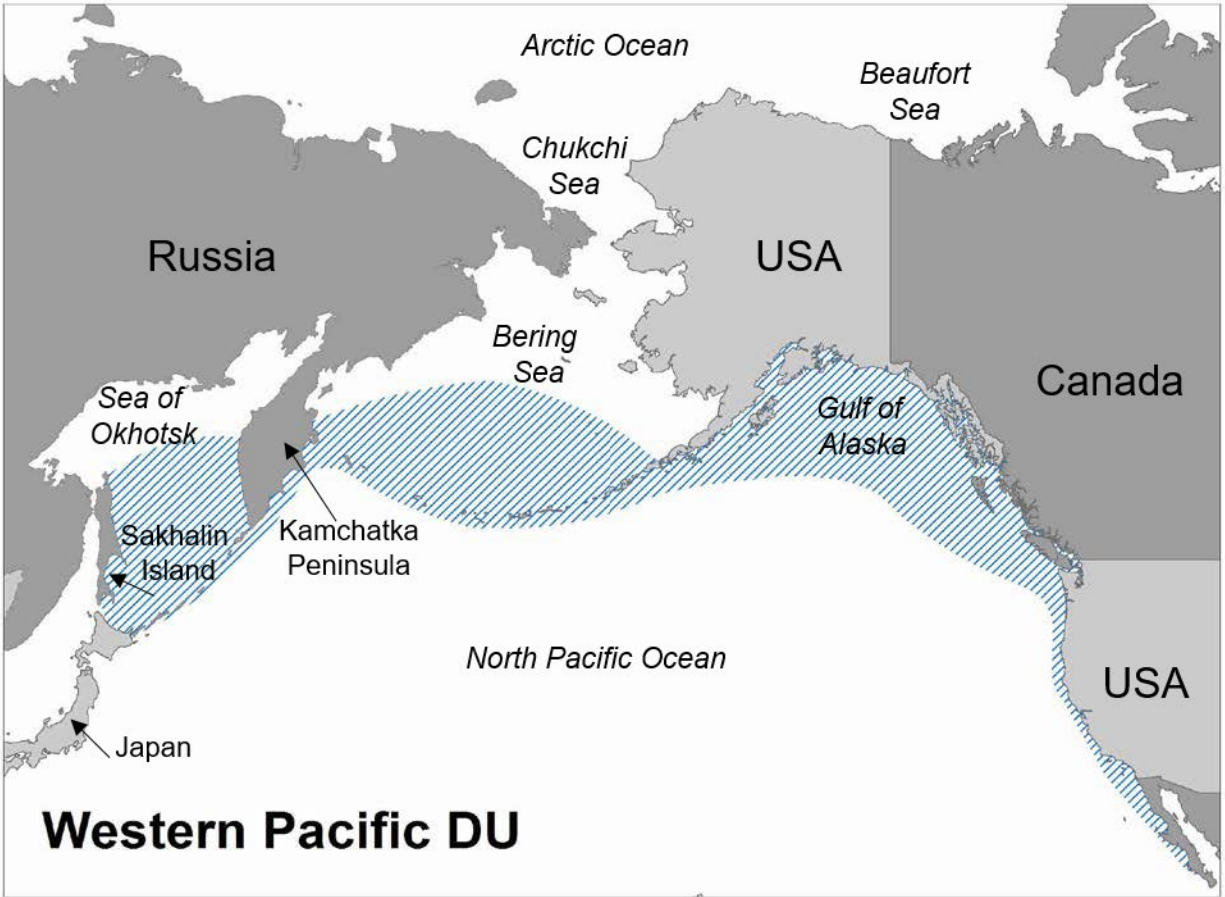 Arctic Ocean
Beaufort
Sea
Chukchi
Sea
Russia
USA
Bering
Sea
Canada
Sea of
Okhotsk
Gulf of
Alaska
Sakhalin
Island
Kamchatka
Peninsula
North Pacific Ocean
USA
Japan
Western Pacific DU